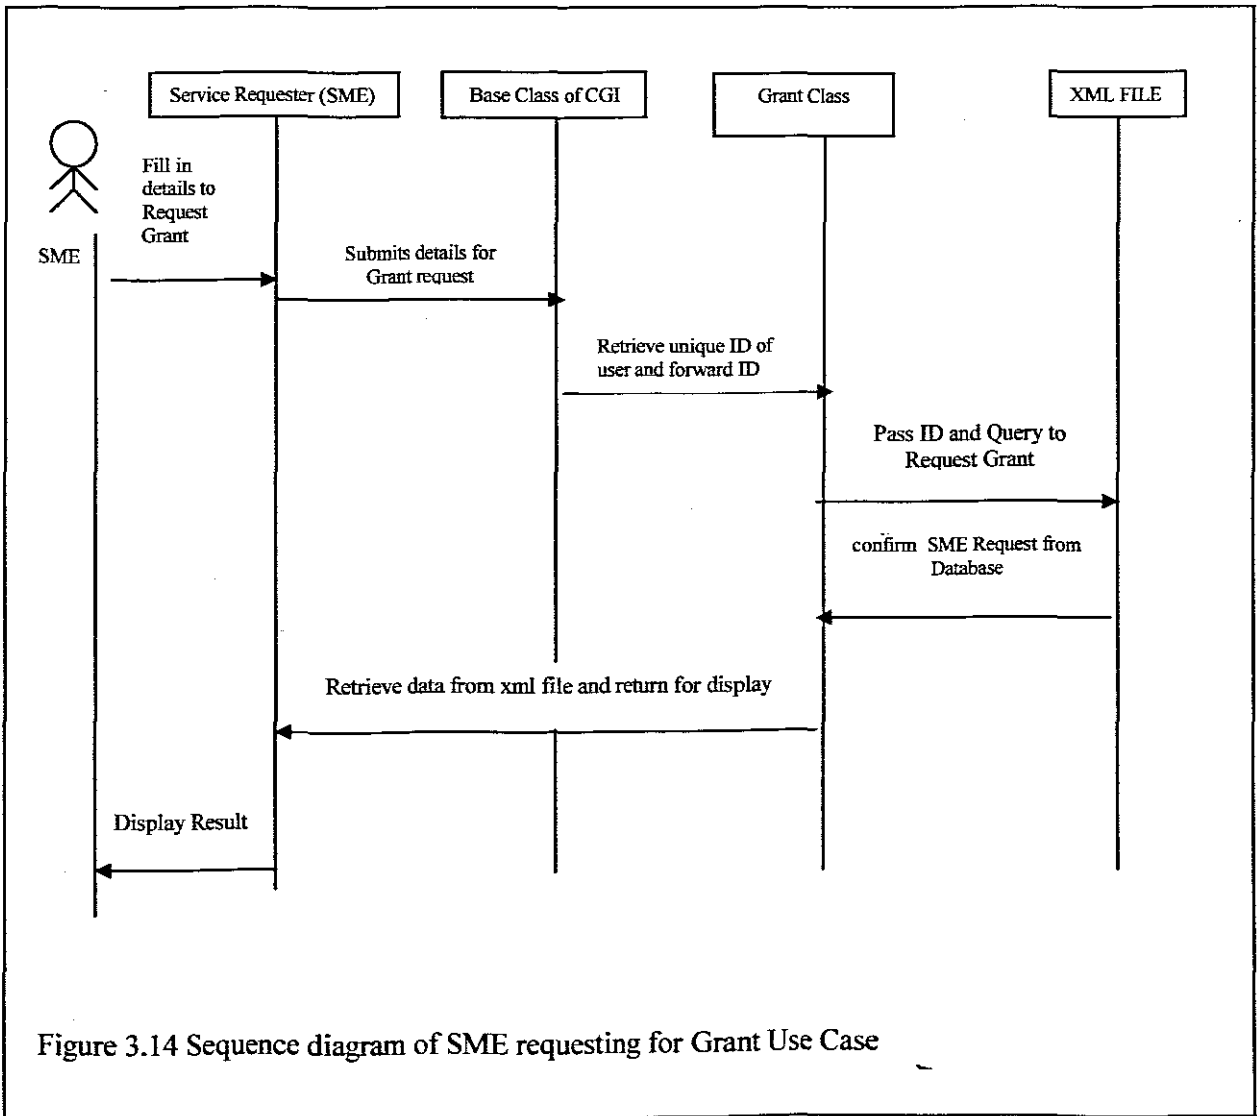 Service Requester (SME)
Base Class of CGI
Grant Class
XML FILE
Fill in
details to
Request
Grant
SME
Submits details for
Grant request
Retrieve unique ID of
user and forward ID
Pass ID and Query to
Request Grant
confirm SME Request from
Database
Retrieve data from xml file and return for display
Display Result
Figure 3.14 Sequence diagram of SME requesting for Grant Use Case